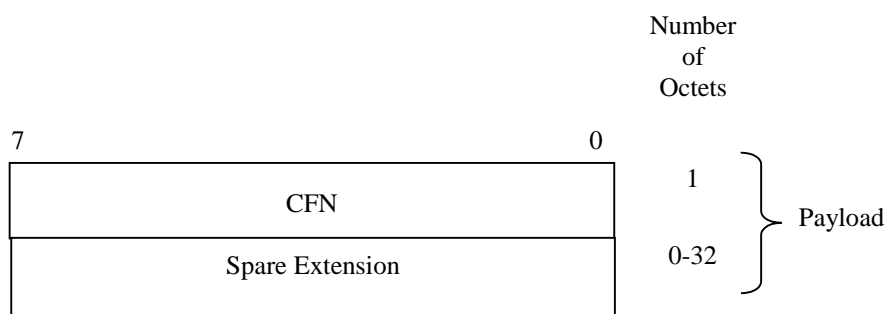 Number
of
Octets
7 0
CFN 1
Payload
Spare Extension 0-32